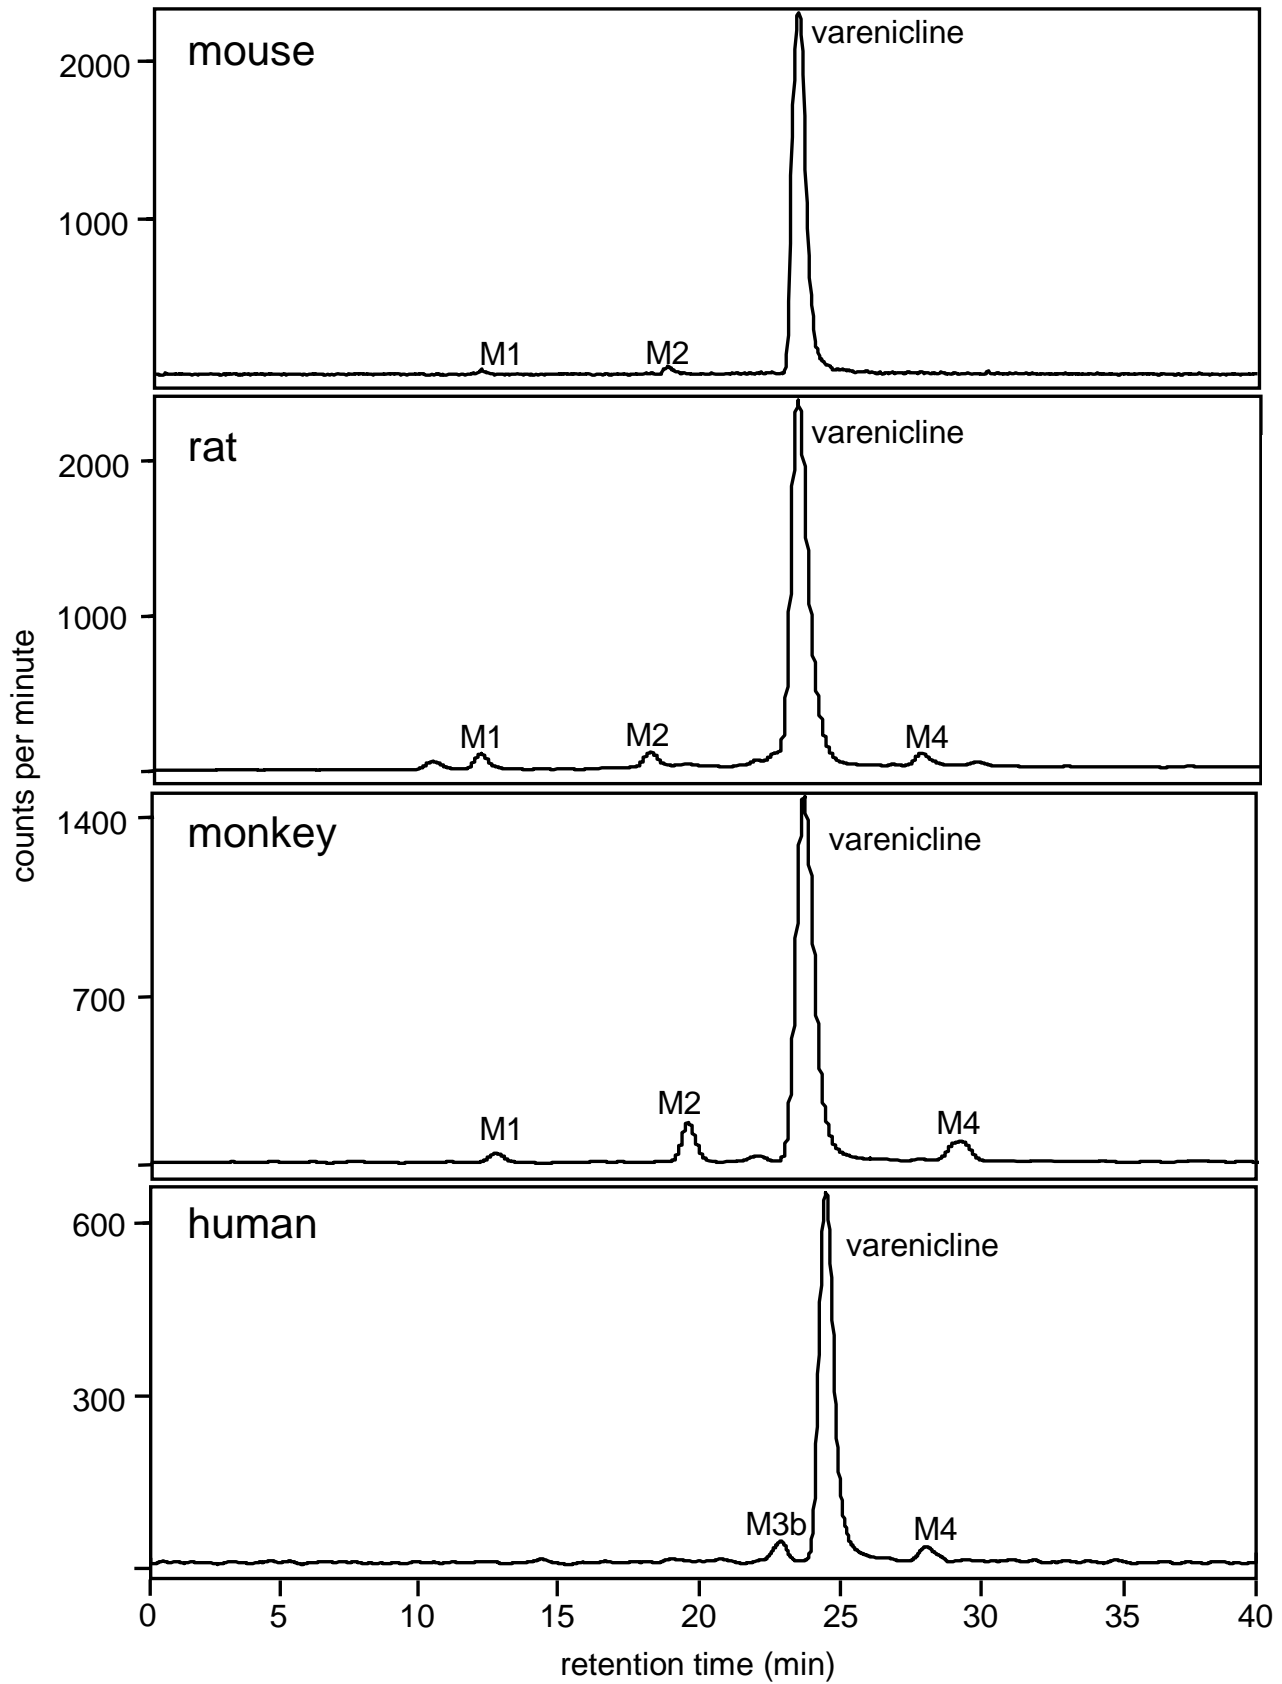 mouse
varenicline
2000
1000
M1
M2
rat
varenicline
2000
1000
M1
M2
M4
counts per minute
monkey
varenicline
1400
700
M1
M2
M4
human
varenicline
600
300
M3b
M4
0 5 10 15 20 25 30 35 40
retention time (min)